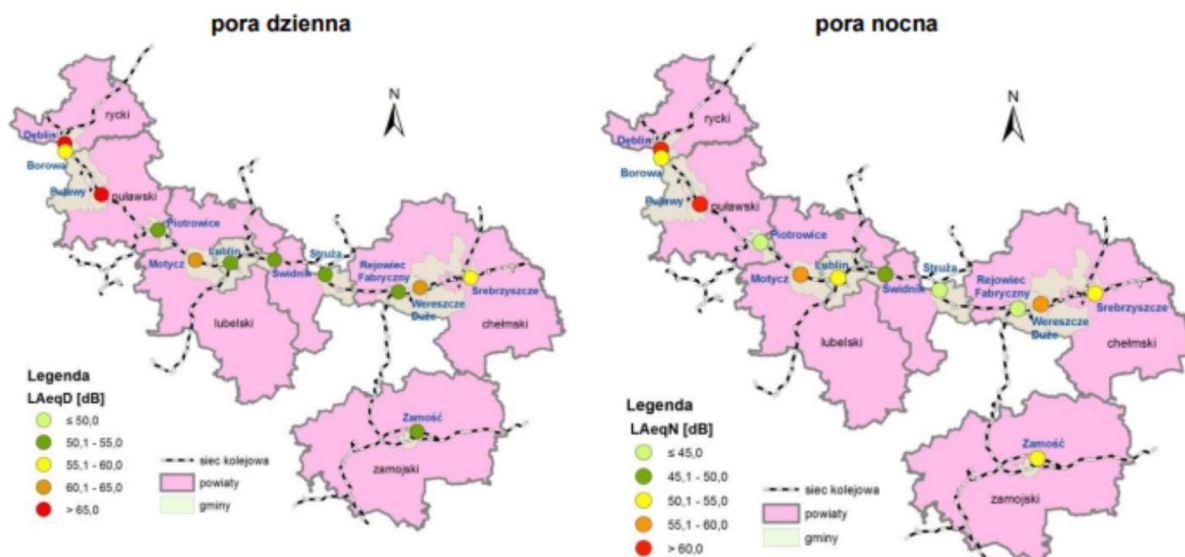 pora dzienna
N
rycki
Dęblin
Borowa
Puławy
puławski
Piotrowice
Motycz
Lublin
Świdnik
Struża
Rejowiec
Fabryczny
Wereszcze
Duże
Srebrzyszcze
chełmski
lubelski
Zamość
zamojski
Legenda
LAeqD [dB]
≤ 50,0
50,1 - 55,0
55,1 - 60,0
60,1 - 65,0
> 65,0
siec kolejowa
powiaty
gminy
pora nocna
N
rycki
Dęblin
Borowa
Puławy
puławski
Piotrowice
Motycz
Lublin
Świdnik
Struża
Rejowiec
Fabryczny
Wereszcze
Duże
Srebrzyszcze
chełmski
lubelski
Zamość
zamojski
Legenda
LAeqN [dB]
≤ 45,0
45,1 - 50,0
50,1 - 55,0
55,1 - 60,0
> 60,0
siec kolejowa
powiaty
gminy